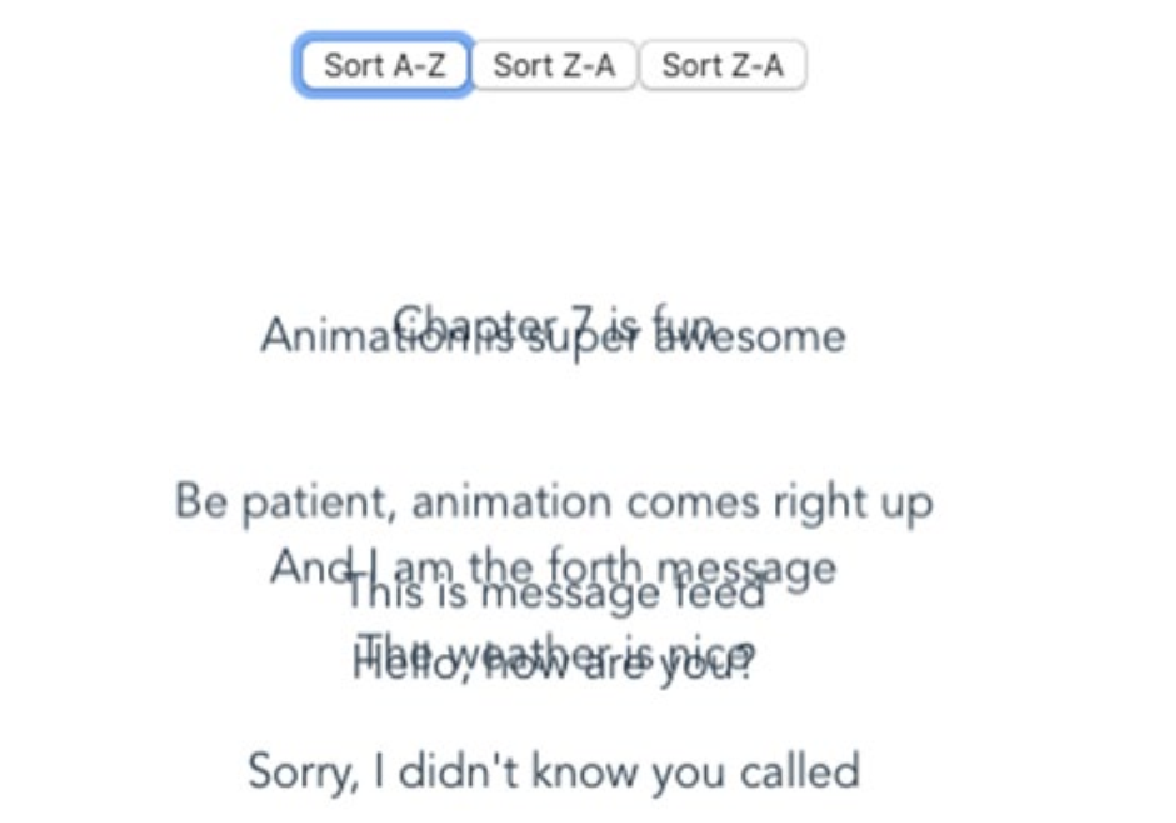 Sort A-Z Sort Z-A Sort Z-A
Chapter 7 is fun
Animation is super awesome
Be patient, animation comes right up
And I am the forth message
This is message feed
The weather is nice
Hello, how are you?
Sorry, I didn't know you called